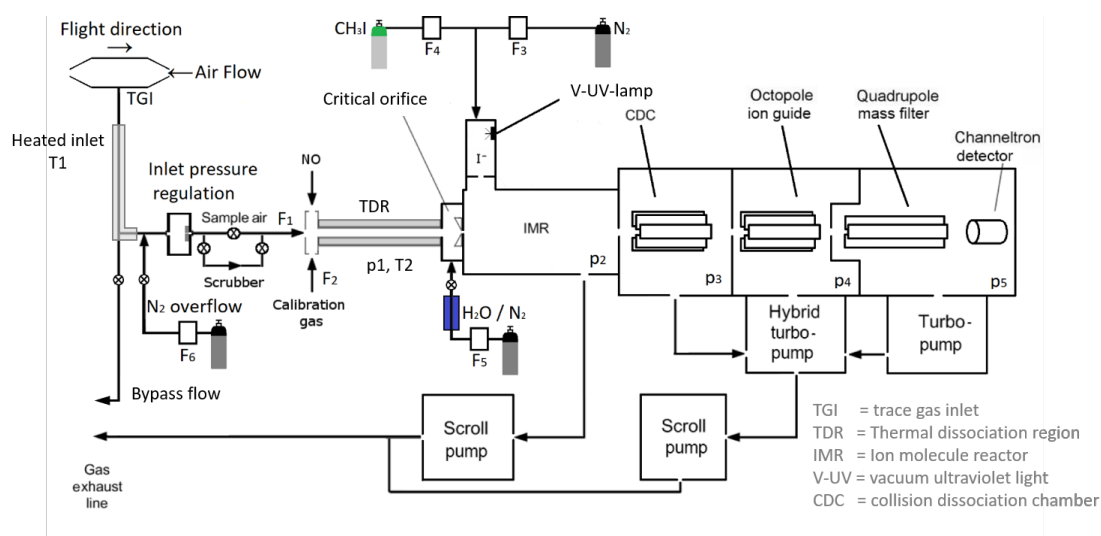 Flight direction
Air Flow
TGI
Heated inlet
T1
Inlet pressure
regulation
Sample air
Scrubber
F1
N2 overflow
F6
Bypass flow
Gas
exhaust
line
NO
TDR
p1, T2
F2
Calibration
gas
Critical orifice
CH3I
F4
F3
N2
V-UV-lamp
I-
IMR
p2
H2O / N2
F5
CDC
Octopole
ion guide
Quadrupole
mass filter
Channeltron
detector
p3
p4
p5
Hybrid
turbo-
pump
Turbo-
pump
Scroll
pump
Scroll
pump
TGI = trace gas inlet
TDR = Thermal dissociation region
IMR = Ion molecule reactor
V-UV = vacuum ultraviolet light
CDC = collision dissociation chamber